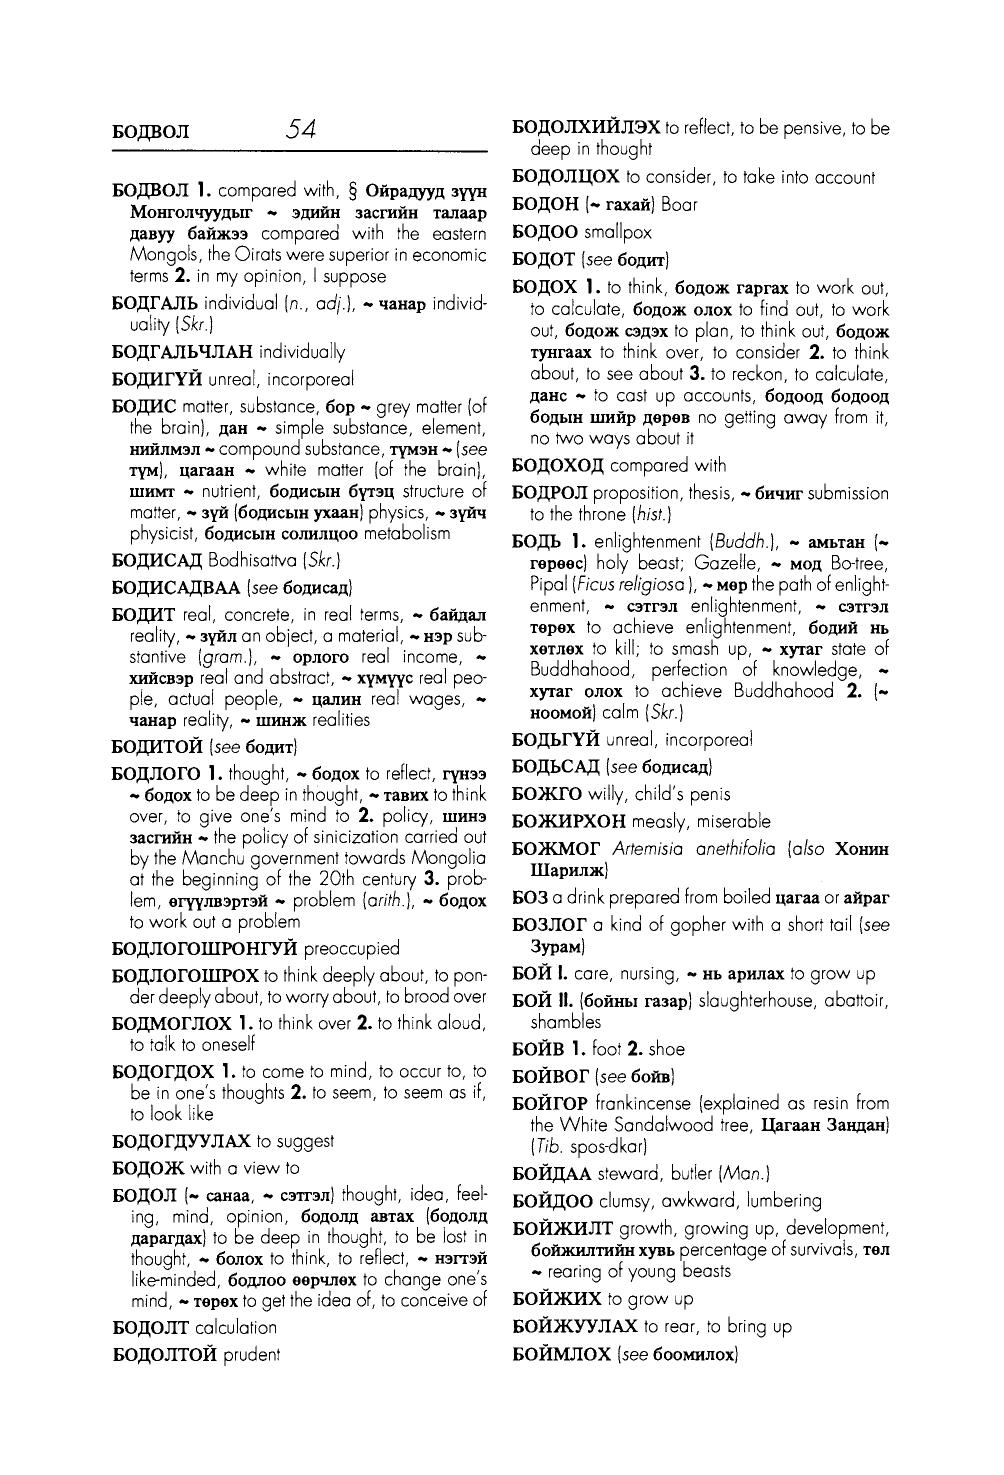 БОДВОЛ 54
БОДВОЛ 1. compared with, § Ойрадууд зүүн
Монголчуудыг ~ эдийн засгийн талаар
давуу байжээ compared with the eastern
Mongols, the Oirats were superior in economic
terms 2. in my opinion, I suppose
БОДГАЛЬ individual (n., adj.), ~ чанар individ-
uality (Skr.)
БОДГАЛЬЧЛАН individually
БОДИГҮЙ unreal, incorporeal
БОДИС matter, substance, бор ~ grey matter (of
the brain), дан ~ simple substance, element,
нийлмэл ~ compound substance, түмэн ~ (see
түм), цагаан ~ white matter (of the brain),
шимт ~ nutrient, бодисын бүтэц structure of
matter, ~ зүй (бодисын ухаан) physics, ~ зүйч
physicist, бодисын солилцоо metabolism
БОДИСАД Bodhisattva (Skr.)
БОДИСАДВАА (see бодисад)
БОДИТ real, concrete, in real terms, ~ байдал
reality, ~ зүйл an object, a material, ~ нэр sub-
stantive (gram.), ~ орлого real income, ~
хийсвэр real and abstract, ~ хүмүүс real peo-
ple, actual people, ~ цалин real wages, ~
чанар reality, ~ шинж realities
БОДИТОЙ (see бодит)
БОДЛОГО 1. thought, ~ бодох to reflect, гүнээ
~ бодох to be deep in thought, ~ тавих to think
over, to give one's mind to 2. policy, шинэ
засгийн ~ the policy of sinicization carried out
by the Manchu government towards Mongolia
at the beginning of the 20th century 3. prob-
lem, өгүүлвэртэй ~ problem (arith.), ~ бодох
to work out a problem
БОДЛОГОШРОНГУЙ preoccupied
БОДЛОГОШРОХ to think deeply about, to pon-
der deeply about, to worry about, to brood over
БОДМОГЛОХ 1. to think over 2. to think aloud,
to talk to oneself
БОДОГДОХ 1. to come to mind, to occur to, to
be in one's thoughts 2. to seem, to seem as if,
to look like
БОДОГДУУЛАХ to suggest
БОДОЖ with a view to
БОДОЛ (~ санаа, ~ сэтгэл) thought, idea, feel-
ing, mind, opinion, бодолд автах (бодолд
дарагдах) to be deep in thought, to be lost in
thought, ~ болох to think, to reflect, ~ нэгтэй
like-minded, бодлоо өөрчлөх to change one's
mind, ~ төрөх to get the idea of, to conceive of
БОДОЛТ calculation
БОДОЛТОЙ prudent
БОДОЛХИЙЛЭХ to reflect, to be pensive, to be
deep in thought
БОДОЛЦОХ to consider, to take into account
БОДОН (~ гахай) Boar
БОДОО smallpox
БОДОТ (see бодит)
БОДОХ 1. to think, бодож гаргах to work out,
to calculate, бодож олох to find out, to work
out, бодож сэдэх to plan, to think out, бодож
тунгаах to think over, to consider 2. to think
about, to see about 3. to reckon, to calculate,
данс ~ to cast up accounts, бодоод бодоод
бодын шийр дөрөв no getting away from it,
no two ways about it
БОДОХОД compared with
БОДРОЛ proposition, thesis, ~ бичиг submission
to the throne (hist.)
БОДЬ 1. enlightenment (Buddh.), ~ амьтан (~
гөрөөс) holy beast; Gazelle, ~ мод Bo-tree,
Pipal (Ficus religiosa), ~ мөр the path of enlight-
enment, ~ сэтгэл enlightenment, ~ сэтгэл
төрөх to achieve enlightenment, бодий нь
хөтлөх to kill; to smash up, ~ хутаг state of
Buddhahood, perfection of knowledge, ~
хутаг олох to achieve Buddhahood 2. (~
ноомой) calm (Skr.)
БОДЬГҮЙ unreal, incorporeal
БОДЬСАД (see бодисад)
БОЖГО willy, child's penis
БОЖИРХОН measly, miserable
БОЖМОГ Artemisia anethifolia (also Хонин
Шарилж)
БОЗ a drink prepared from boiled цагаа or айраг
БОЗЛОГ a kind of gopher with a short tail (see
Зурам)
БОЙ I. care, nursing, ~ нь арилах to grow up
БОЙ II. (бойны газар) slaughterhouse, abattoir,
shambles
БОЙВ 1. foot 2. shoe
БОЙВОГ (see бойв)
БОЙГОР frankincense (explained as resin from
the White Sandalwood tree, Цагаан Зандан)
(Tib. spos-dkar)
БОЙДАА steward, butler (Man.)
БОЙДОО clumsy, awkward, lumbering
БОЙЖИЛТ growth, growing up, development,
бойжилтийн хувь percentage of survivals, төл
~ rearing of young beasts
БОЙЖИХ to grow up
БОЙЖУУЛАХ to rear, to bring up
БОЙМЛОХ (see боомилох)